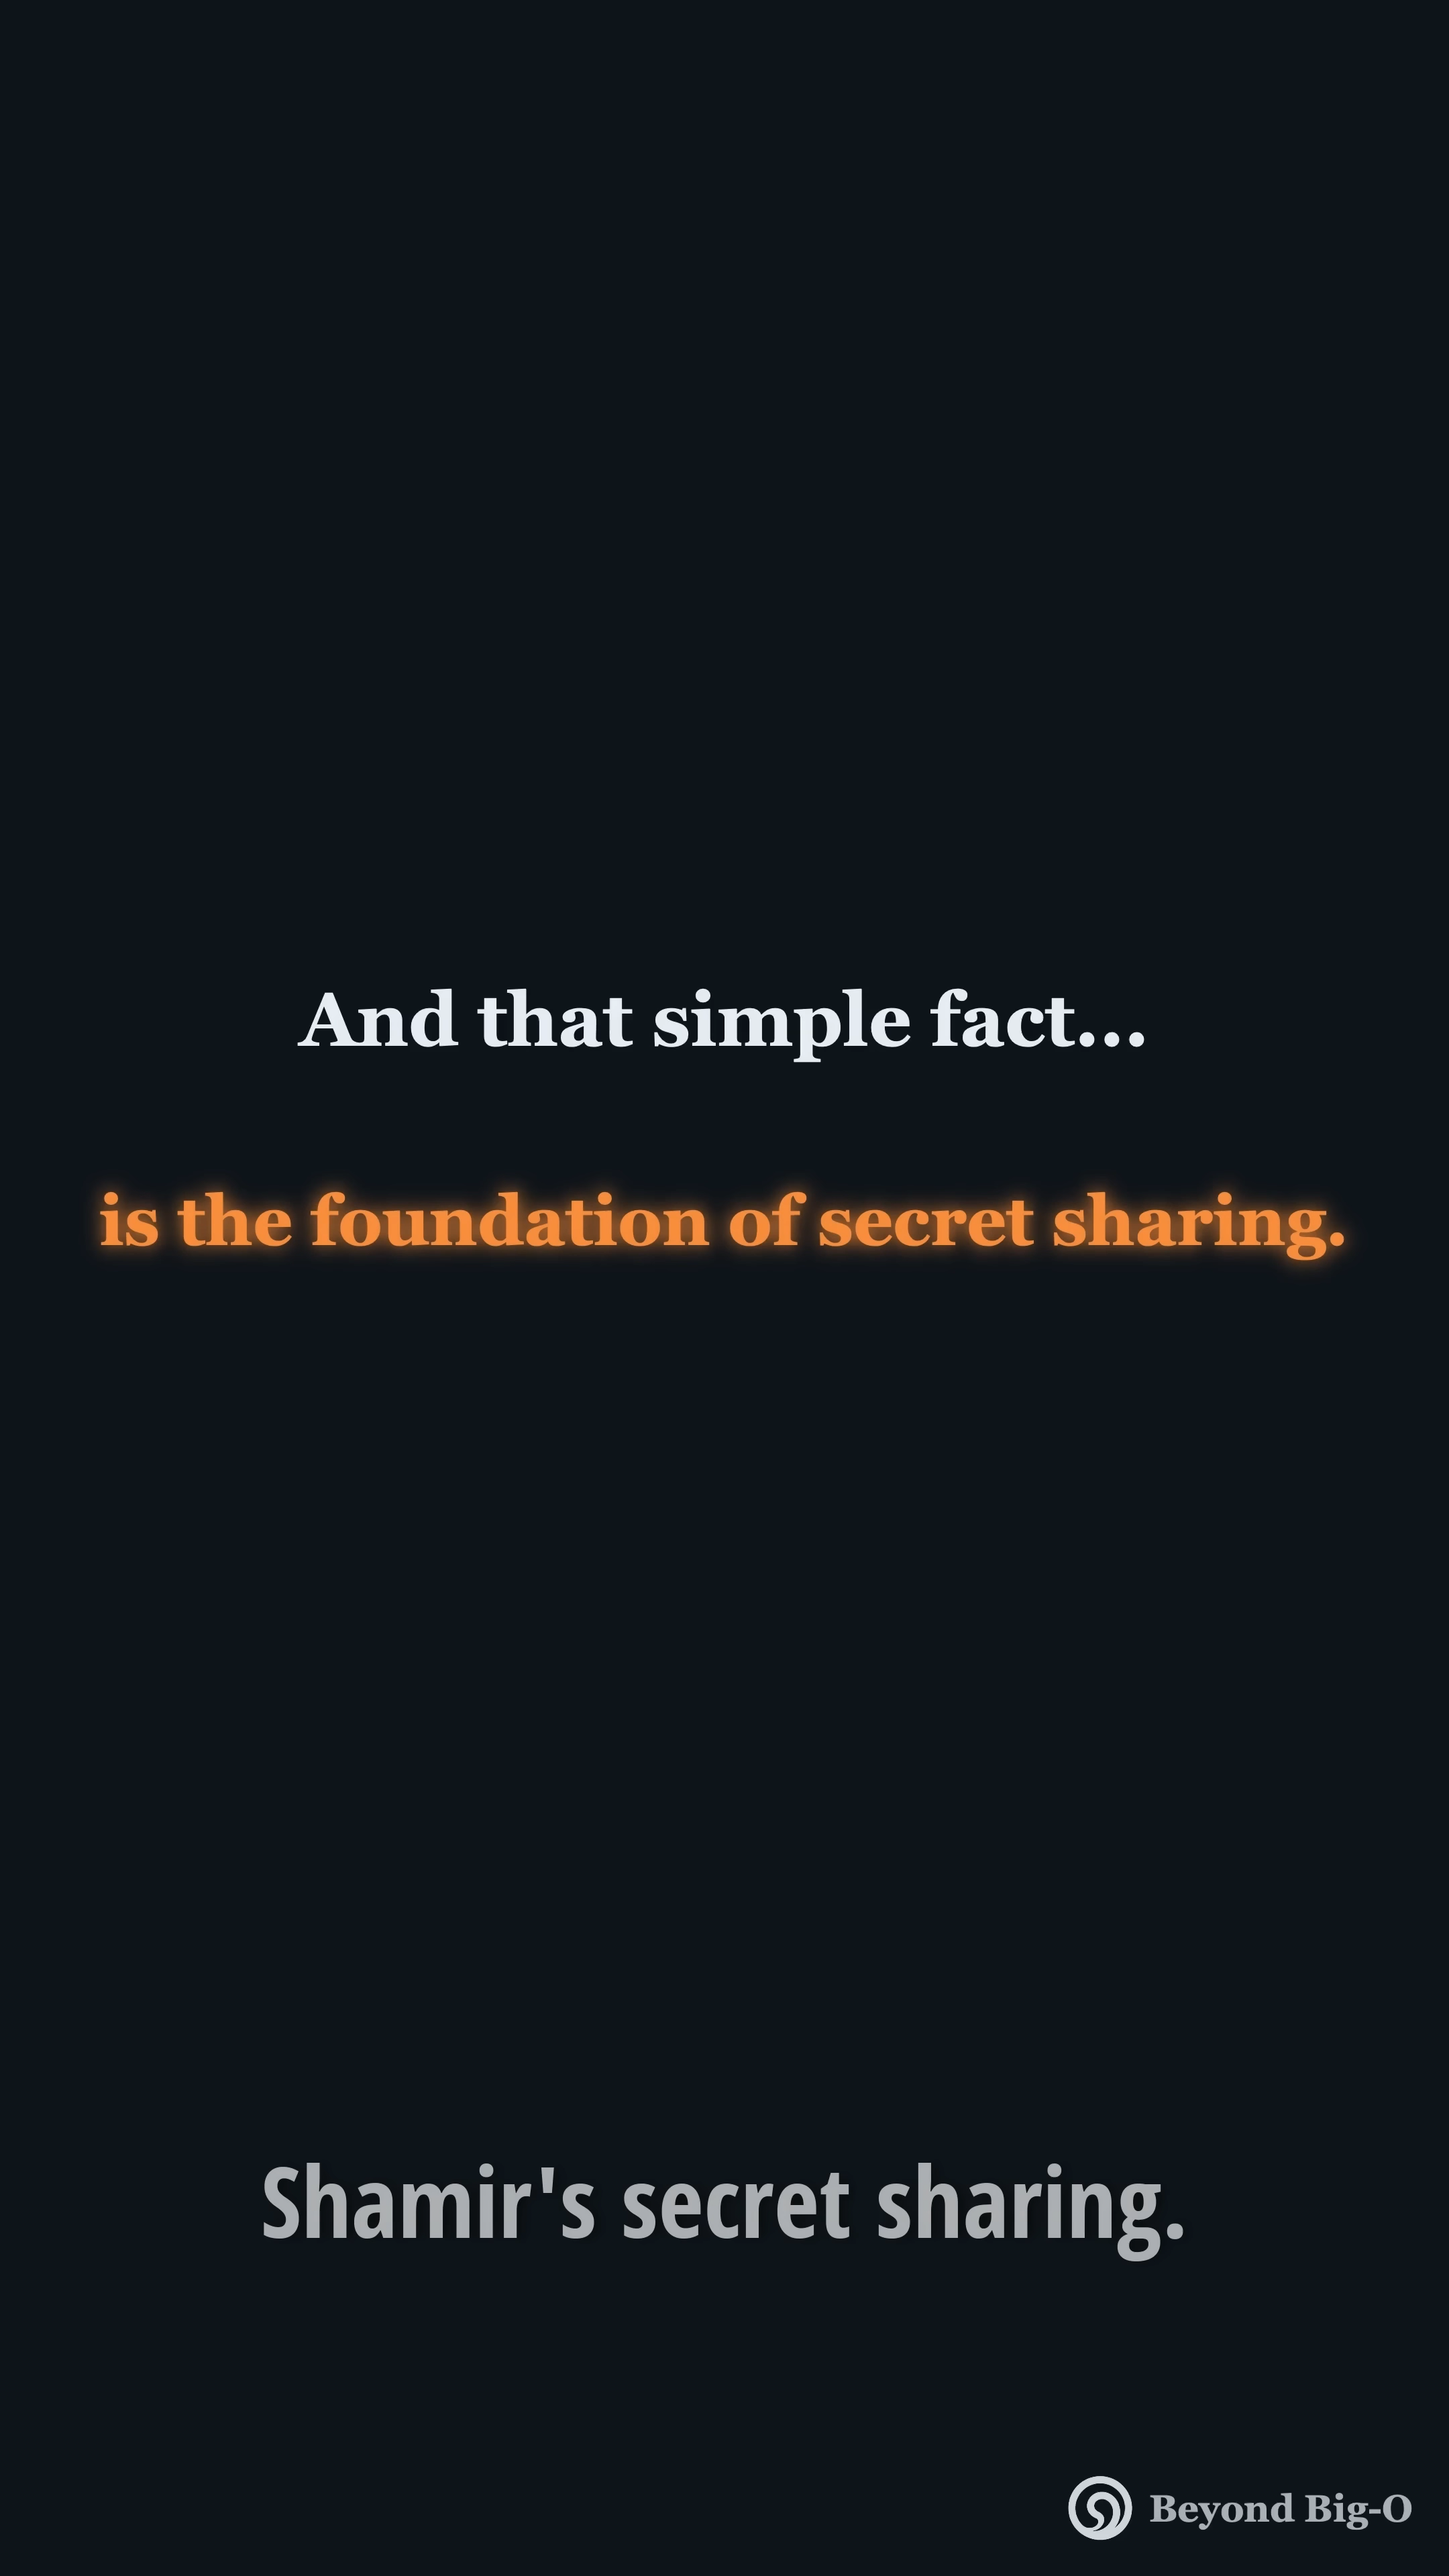 And that simple fact...
is the foundation of secret sharing.
Shamir's secret sharing.
Beyond Big-O